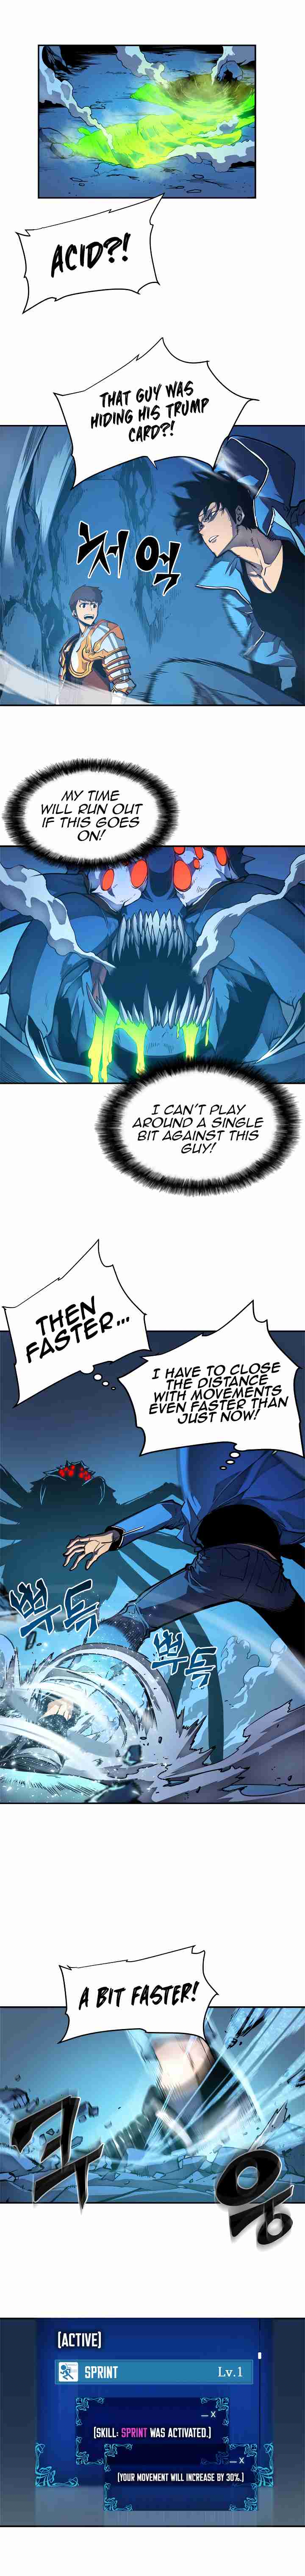 ACID?!
THAT GUY WAS
HIDING HIS TRUMP
CARD?!
쩌억
MY TIME
WILL RUN OUT
IF THIS GOES
ON!
I CAN'T PLAY
AROUND A SINGLE
BIT AGAINST THIS
GUY!
THEN
FASTER...
I HAVE TO CLOSE
THE DISTANCE
WITH MOVEMENTS
EVEN FASTER THAN
JUST NOW!
뿌득
뿌득
A BIT FASTER!
[ACTIVE]
SPRINT Lv.1
[SKILL: SPRINT WAS ACTIVATED.]
[YOUR MOVEMENT WILL INCREASE BY 30%.]